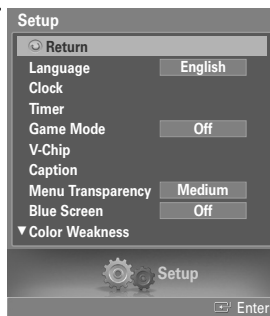 Setup
Return
Language English
Clock
Timer
Game Mode Off
V-Chip
Caption
Menu Transparency Medium
Blue Screen Off
▼ Color Weakness
Setup
Enter